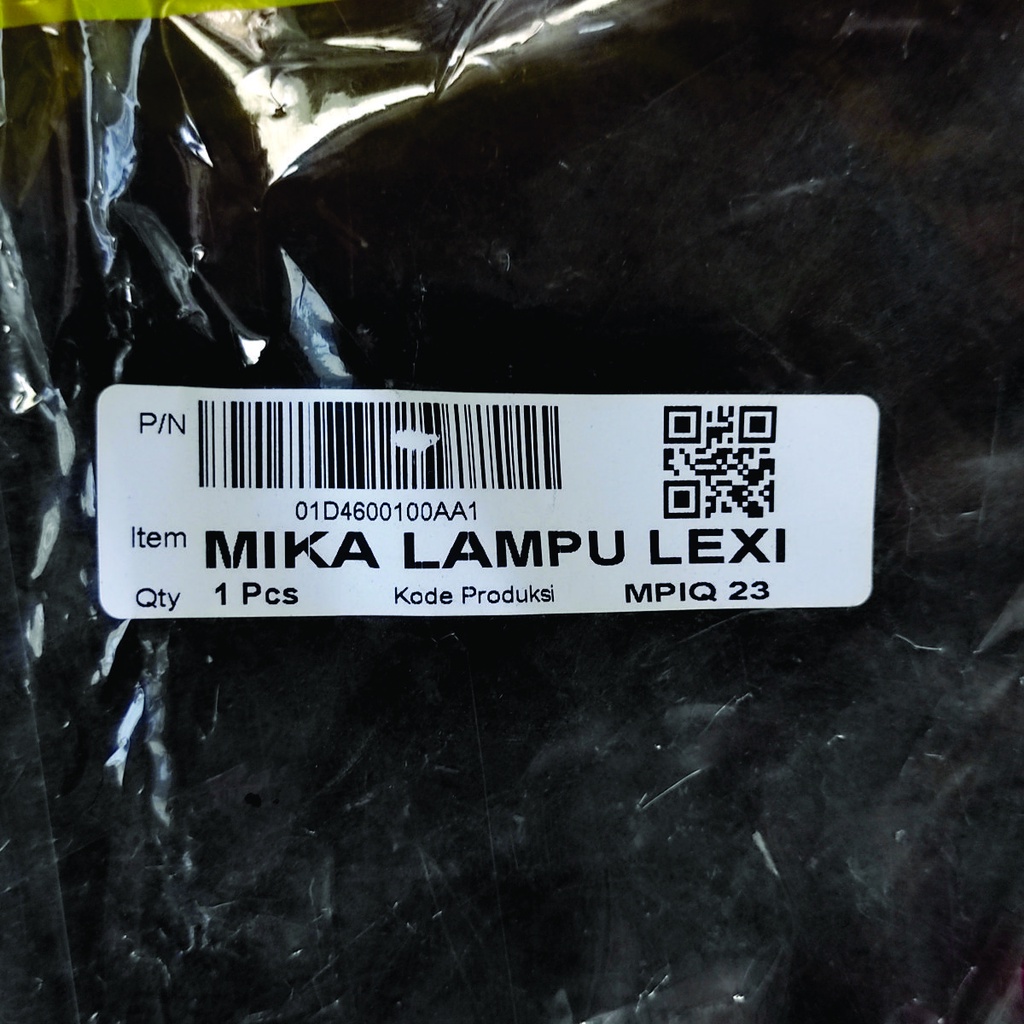 P/N
01D4600100AA1
Item MIKA LAMPU LEXI
Qty 1 Pcs Kode Produksi MPIQ 23